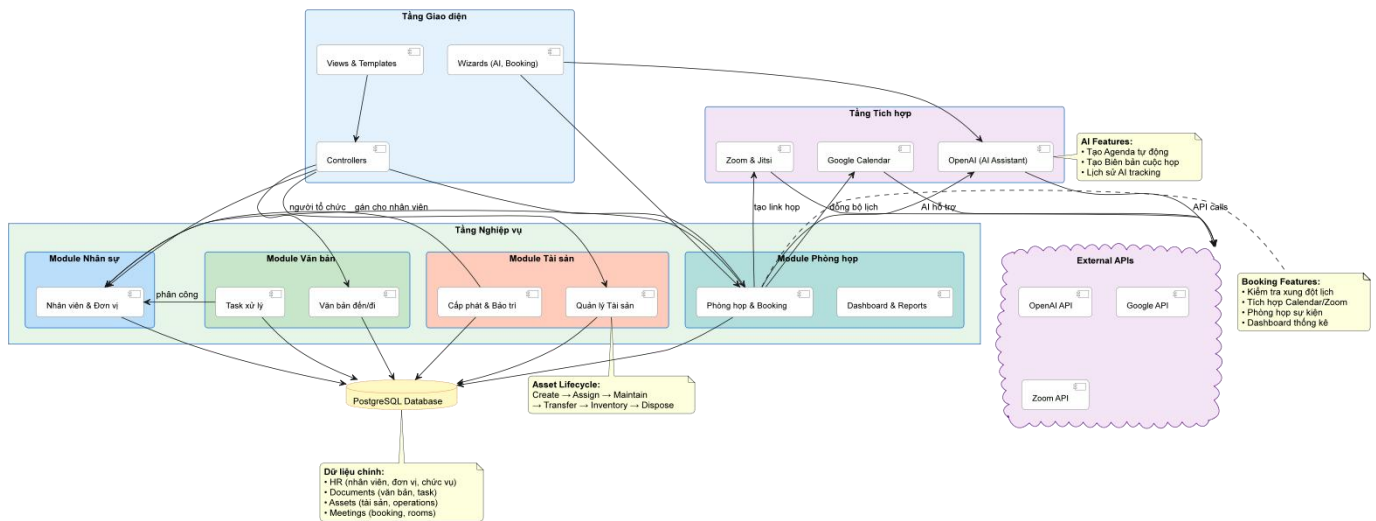 Tầng Giao diện
Views & Templates
Wizards (AI, Booking)
Controllers
Tầng Tích hợp
Zoom & Jitsi
Google Calendar
OpenAI (AI Assistant)
AI Features:
• Tạo Agenda tự động
• Tạo Biên bản cuộc họp
• Lịch sử AI tracking
người tổ chức
gán cho nhân viên
tạo link họp
đồng bộ lịch
AI hỗ trợ
API calls
Tầng Nghiệp vụ
Module Nhân sự
Nhân viên & Đơn vị
phân công
Module Văn bản
Task xử lý
Văn bản đến/đi
Module Tài sản
Cấp phát & Bảo trì
Quản lý Tài sản
Module Phòng họp
Phòng họp & Booking
Dashboard & Reports
External APIs
OpenAI API
Google API
Zoom API
Booking Features:
• Kiểm tra xung đột lịch
• Tích hợp Calendar/Zoom
• Phòng họp sự kiện
• Dashboard thống kê
PostgreSQL Database
Asset Lifecycle:
Create → Assign → Maintain
→ Transfer → Inventory → Dispose
Dữ liệu chính:
• HR (nhân viên, đơn vị, chức vụ)
• Documents (văn bản, task)
• Assets (tài sản, operations)
• Meetings (booking, rooms)